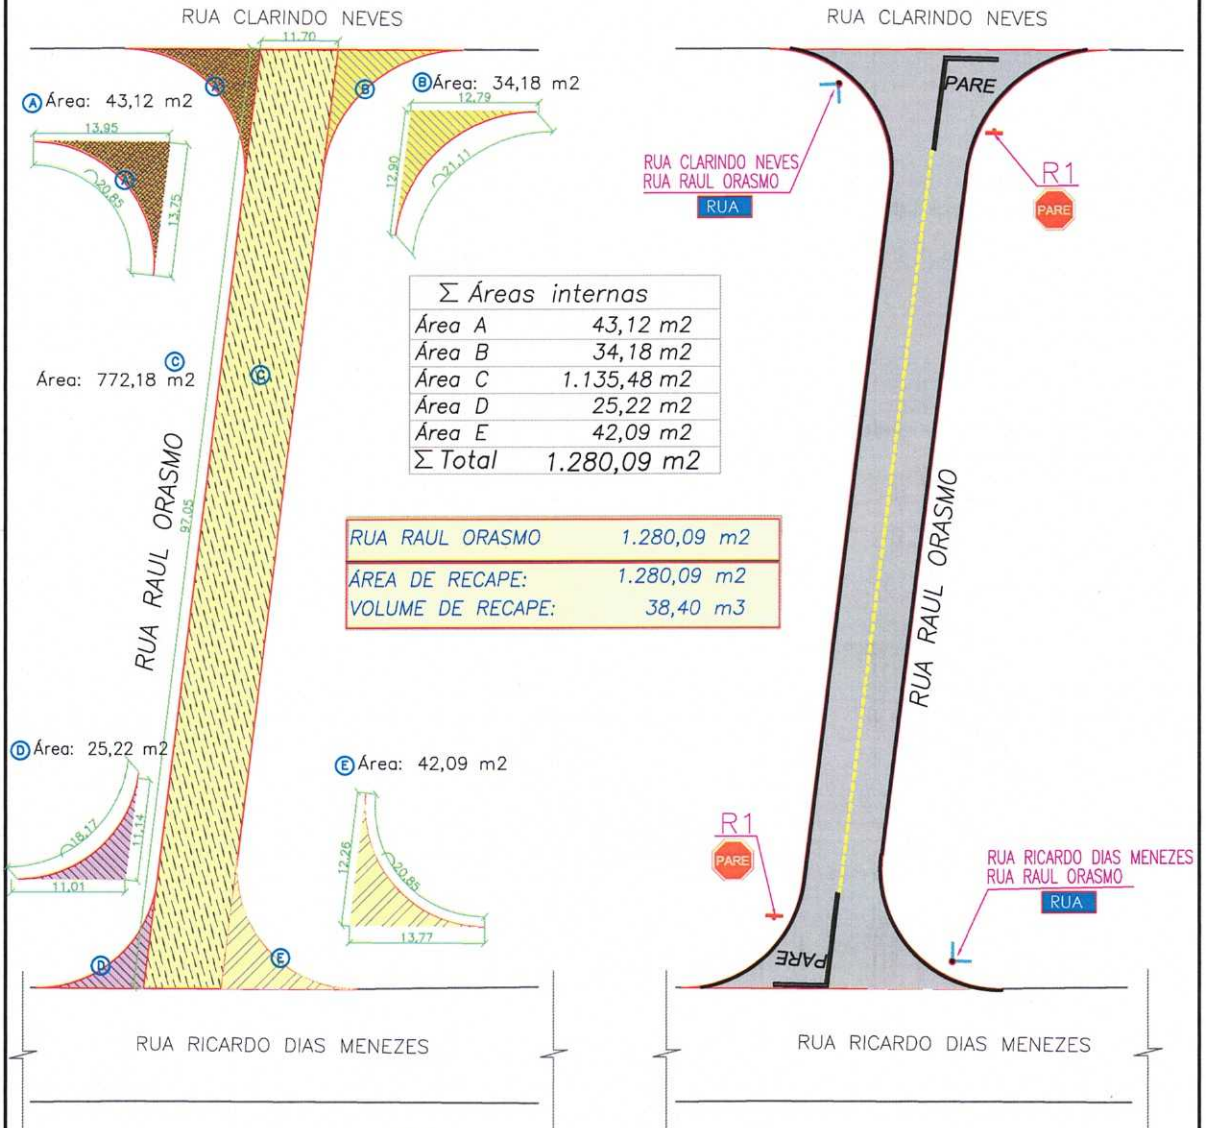 RUA CLARINDO NEVES
11.70
A
B
A Área: 43,12 m2
13.95
A
20.85
13.75
B Área: 34,18 m2
12.79
12.90
21.11
Σ Áreas internas
Área A 43,12 m2
Área B 34,18 m2
Área C 1.135,48 m2
Área D 25,22 m2
Área E 42,09 m2
Σ Total 1.280,09 m2
C
Área: 772,18 m2
C
RUA RAUL ORASMO
97.05
RUA RAUL ORASMO 1.280,09 m2
ÁREA DE RECAPE: 1.280,09 m2
VOLUME DE RECAPE: 38,40 m3
D Área: 25,22 m2
18.17
11.14
11.01
E Área: 42,09 m2
12.26
20.85
13.77
D
E
RUA RICARDO DIAS MENEZES
RUA CLARINDO NEVES
PARE
RUA CLARINDO NEVES
RUA RAUL ORASMO
RUA
R1
PARE
RUA RAUL ORASMO
R1
PARE
RUA RICARDO DIAS MENEZES
RUA RAUL ORASMO
RUA
PARE
RUA RICARDO DIAS MENEZES